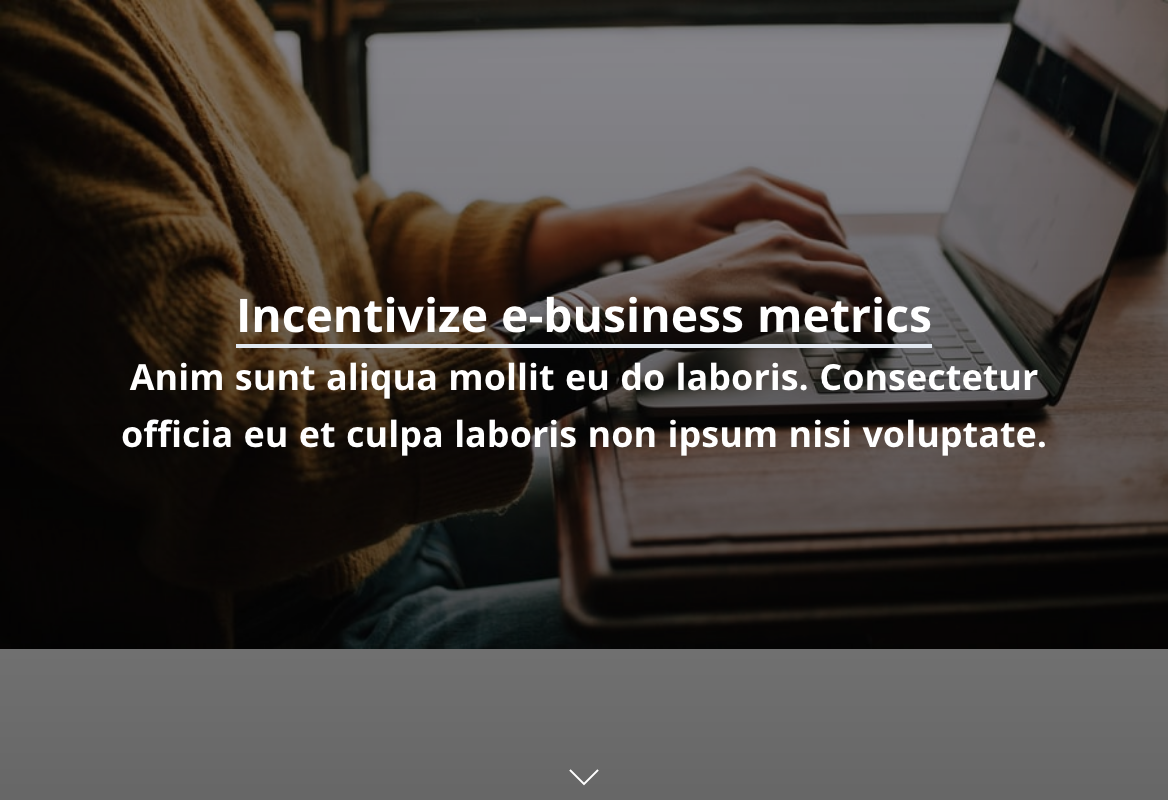 Incentivize e-business metrics
Anim sunt aliqua mollit eu do laboris. Consectetur
officia eu et culpa laboris non ipsum nisi voluptate.